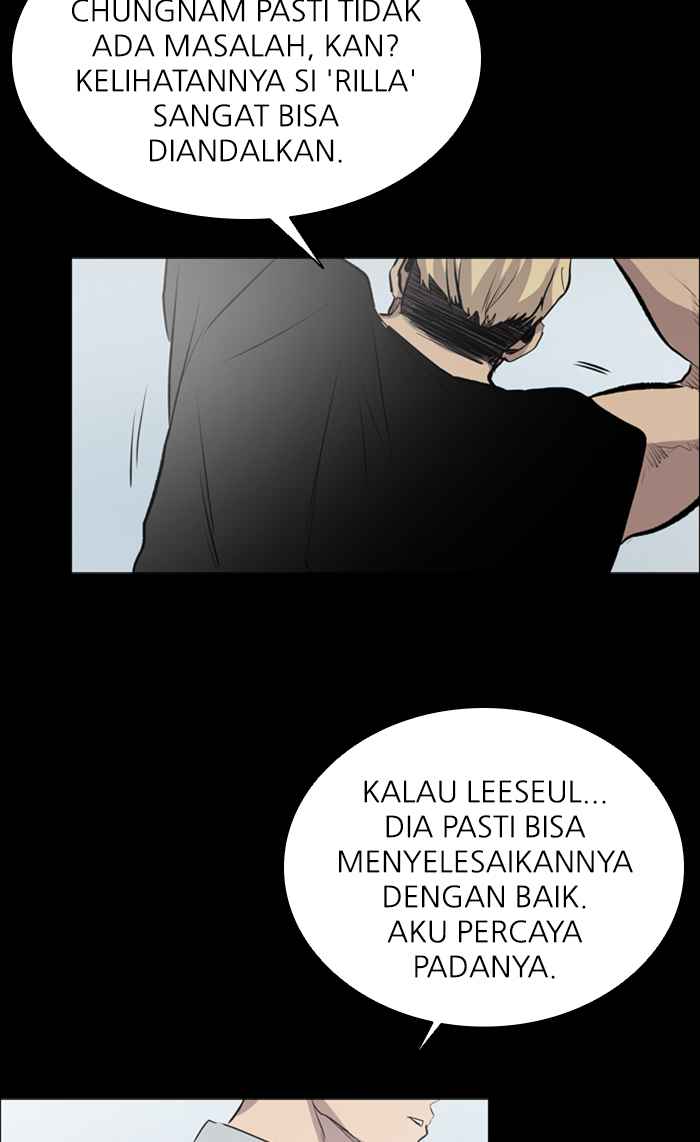 CHUNGNAM PASTI TIDAK
ADA MASALAH, KAN?
KELIHATANNYA SI 'RILLA'
SANGAT BISA
DIANDALKAN.
KALAU LEESEUL...
DIA PASTI BISA
MENYELESAIKANNYA
DENGAN BAIK.
AKU PERCAYA
PADANYA.